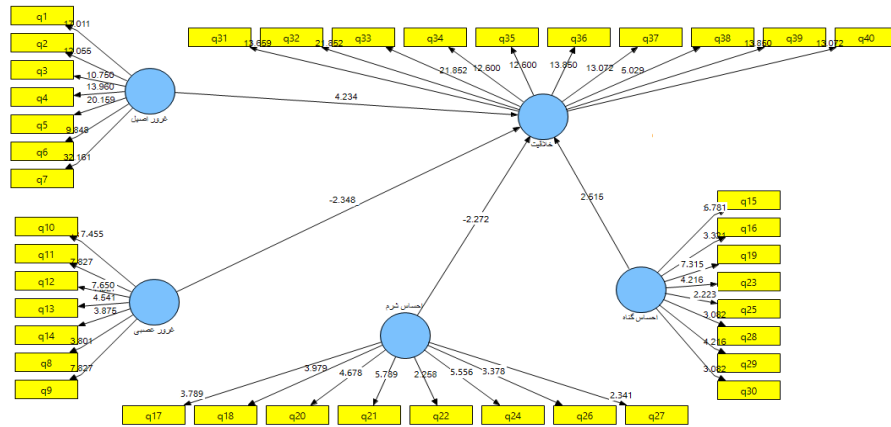 q1
17.011
q2
12.055
q3
10.750
q4
13.960
q5
20.159
q6
9.848
q7
32.161
غرور اصیل
4.234
q31
13.659
q32
21.852
q33
21.852
q34
12.600
q35
12.600
q36
13.850
q37
13.072
q38
5.029
q39
13.850
q40
13.072
خلاقیت
-2.348
-2.272
2.515
q10
7.455
q11
7.827
q12
7.650
q13
4.541
q14
3.875
q8
3.801
q9
7.827
غرور عصبی
احساس شرم
q17
3.789
q18
3.979
q20
4.678
q21
5.789
q22
2.258
q24
5.556
q26
3.378
q27
2.341
احساس گناه
q15
q16
3.321
q19
7.315
q23
4.216
q25
2.223
q28
3.082
q29
4.216
q30
3.082